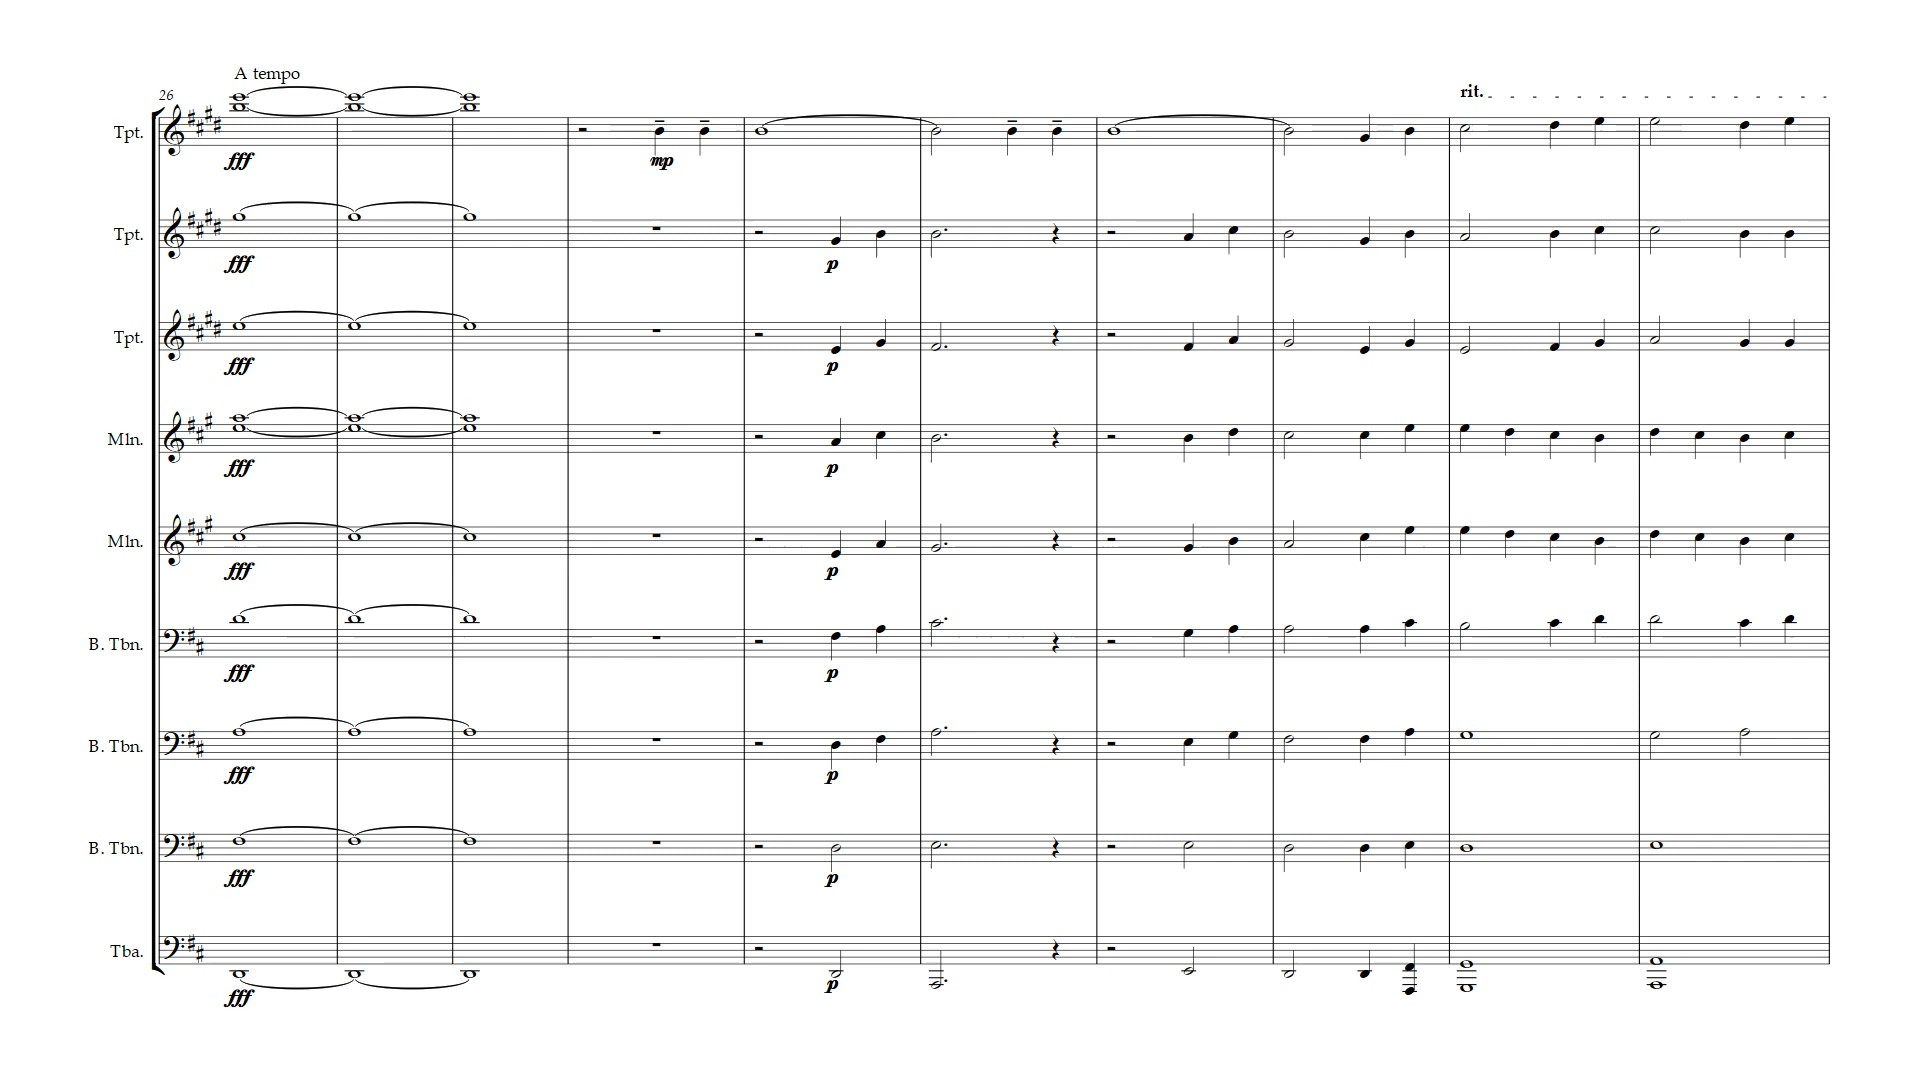 A tempo
26
rit.
Tpt.
fff
mp
Tpt.
fff
p
Tpt.
fff
p
Mln.
fff
p
Mln.
fff
p
B. Tbn.
fff
p
B. Tbn.
fff
p
B. Tbn.
fff
p
Tba.
fff
p